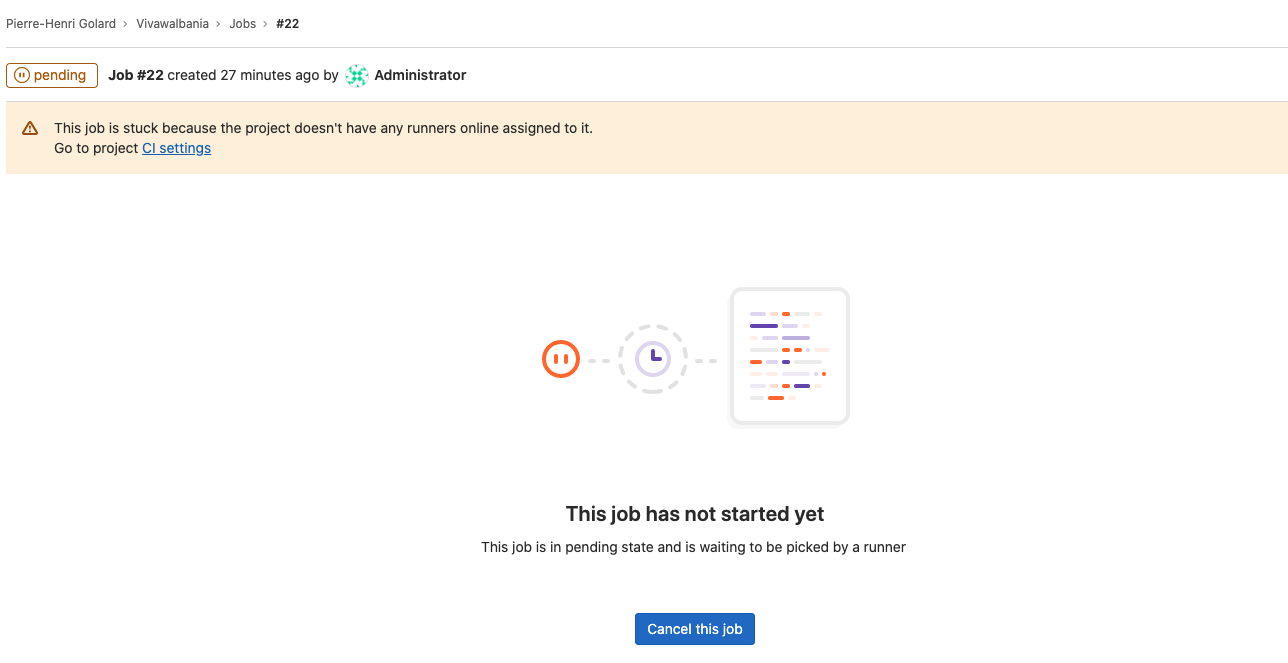 Pierre-Henri Golard > Vivawalbania > Jobs > #22
pending Job #22 created 27 minutes ago by Administrator
This job is stuck because the project doesn't have any runners online assigned to it.
Go to project CI settings
This job has not started yet
This job is in pending state and is waiting to be picked by a runner
Cancel this job